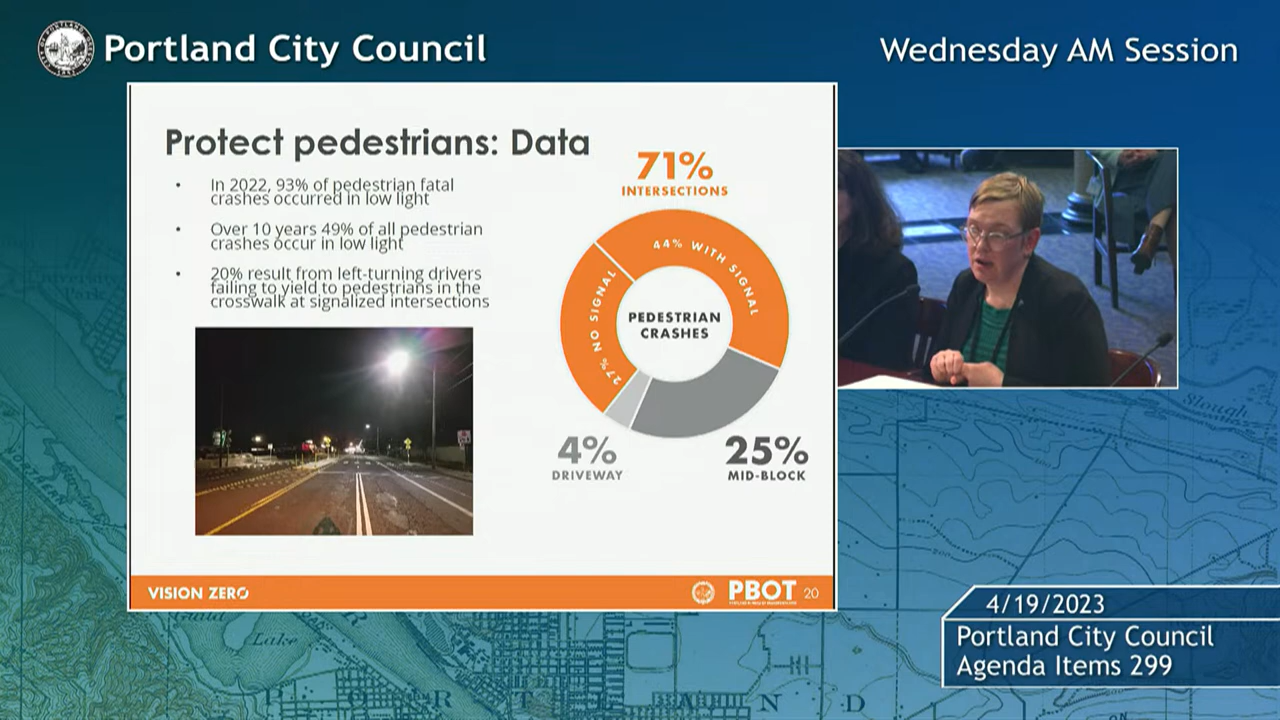 Portland City Council
Wednesday AM Session
Protect pedestrians: Data
• In 2022, 93% of pedestrian fatal
crashes occurred in low light
• Over 10 years 49% of all pedestrian
crashes occur in low light
• 20% result from left-turning drivers
failing to yield to pedestrians in the
crosswalk at signalized intersections
71%
INTERSECTIONS
44% WITH SIGNAL
27% NO SIGNAL
PEDESTRIAN
CRASHES
4%
DRIVEWAY
25%
MID-BLOCK
VISION ZERO
PBOT
20
Slough
Guild
Lake
4/19/2023
Portland City Council
Agenda Items 299